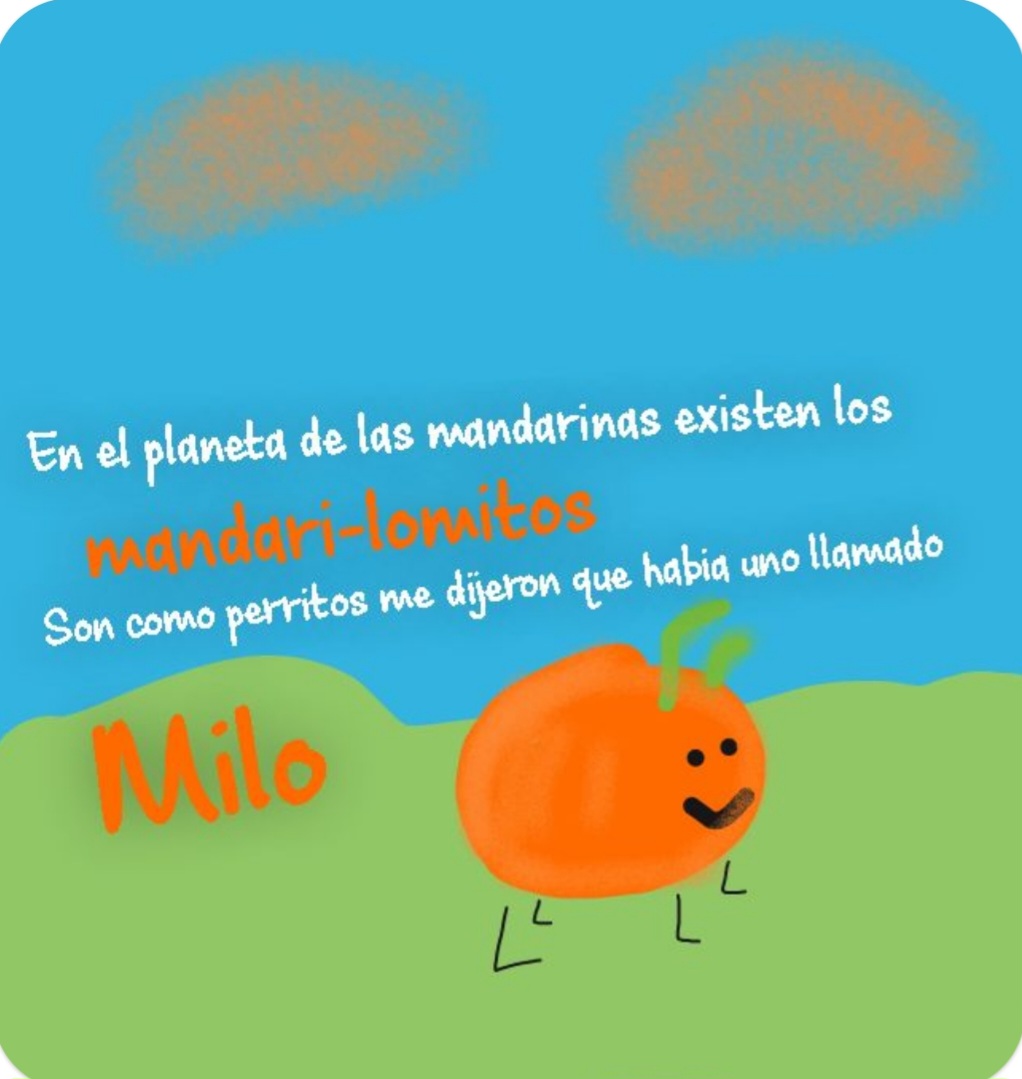 En el planeta de las mandarinas existen los
mandari-lomitos
Son como perritos me dijeron que habia uno llamado
Milo